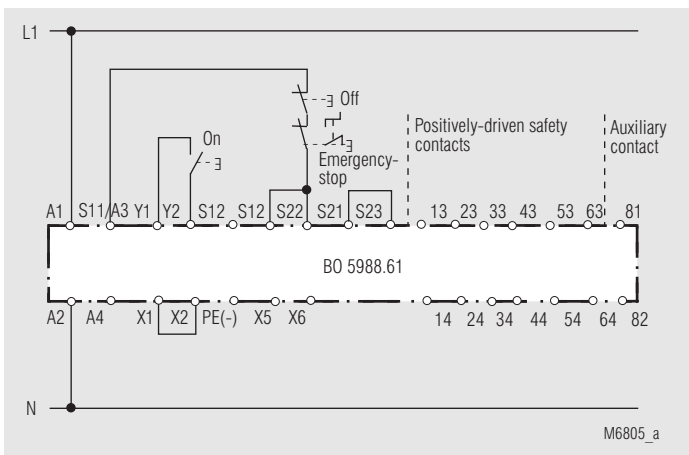 L1
Off
On
Emergency-
stop
Positively-driven safety
contacts
Auxiliary
contact
A1 S11/A3 Y1 Y2 S12 S12 S22 S21 S23 13 23 33 43 53 63 81
BO 5988.61
A2 A4 X1 X2 PE(-) X5 X6 14 24 34 44 54 64 82
N
M6805_a